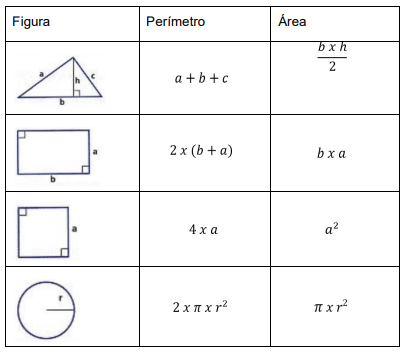 Figura Perímetro Área
a c h b a + b + c b x h / 2
a b 2 x (b + a) b x a
a 4 x a a²
r 2 x π x r² π x r²